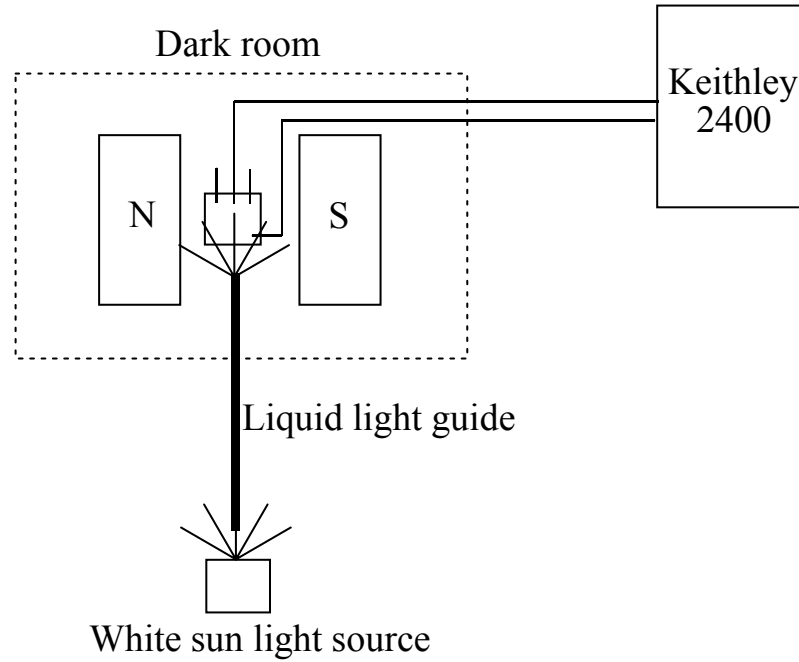 Dark room
Keithley
2400
N
S
Liquid light guide
White sun light source